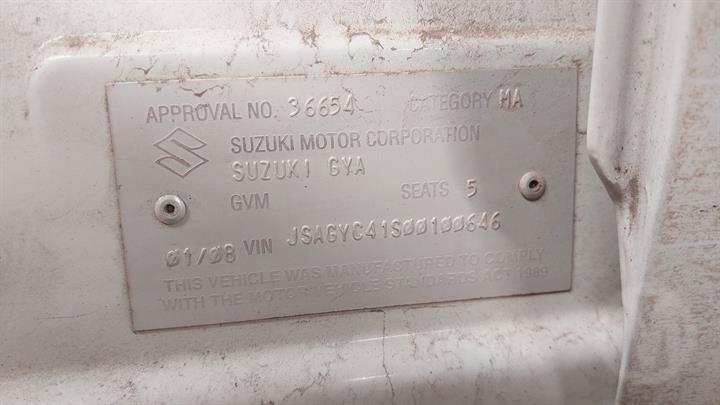 APPROVAL NO. 36654 CATEGORY MA
SUZUKI MOTOR CORPORATION
SUZUKI GYA
GVM SEATS 5
01/08 VIN JSAGYC41S00100646
THIS VEHICLE WAS MANUFACTURED TO COMPLY
WITH THE MOTOR VEHICLE STANDARDS ACT 1989